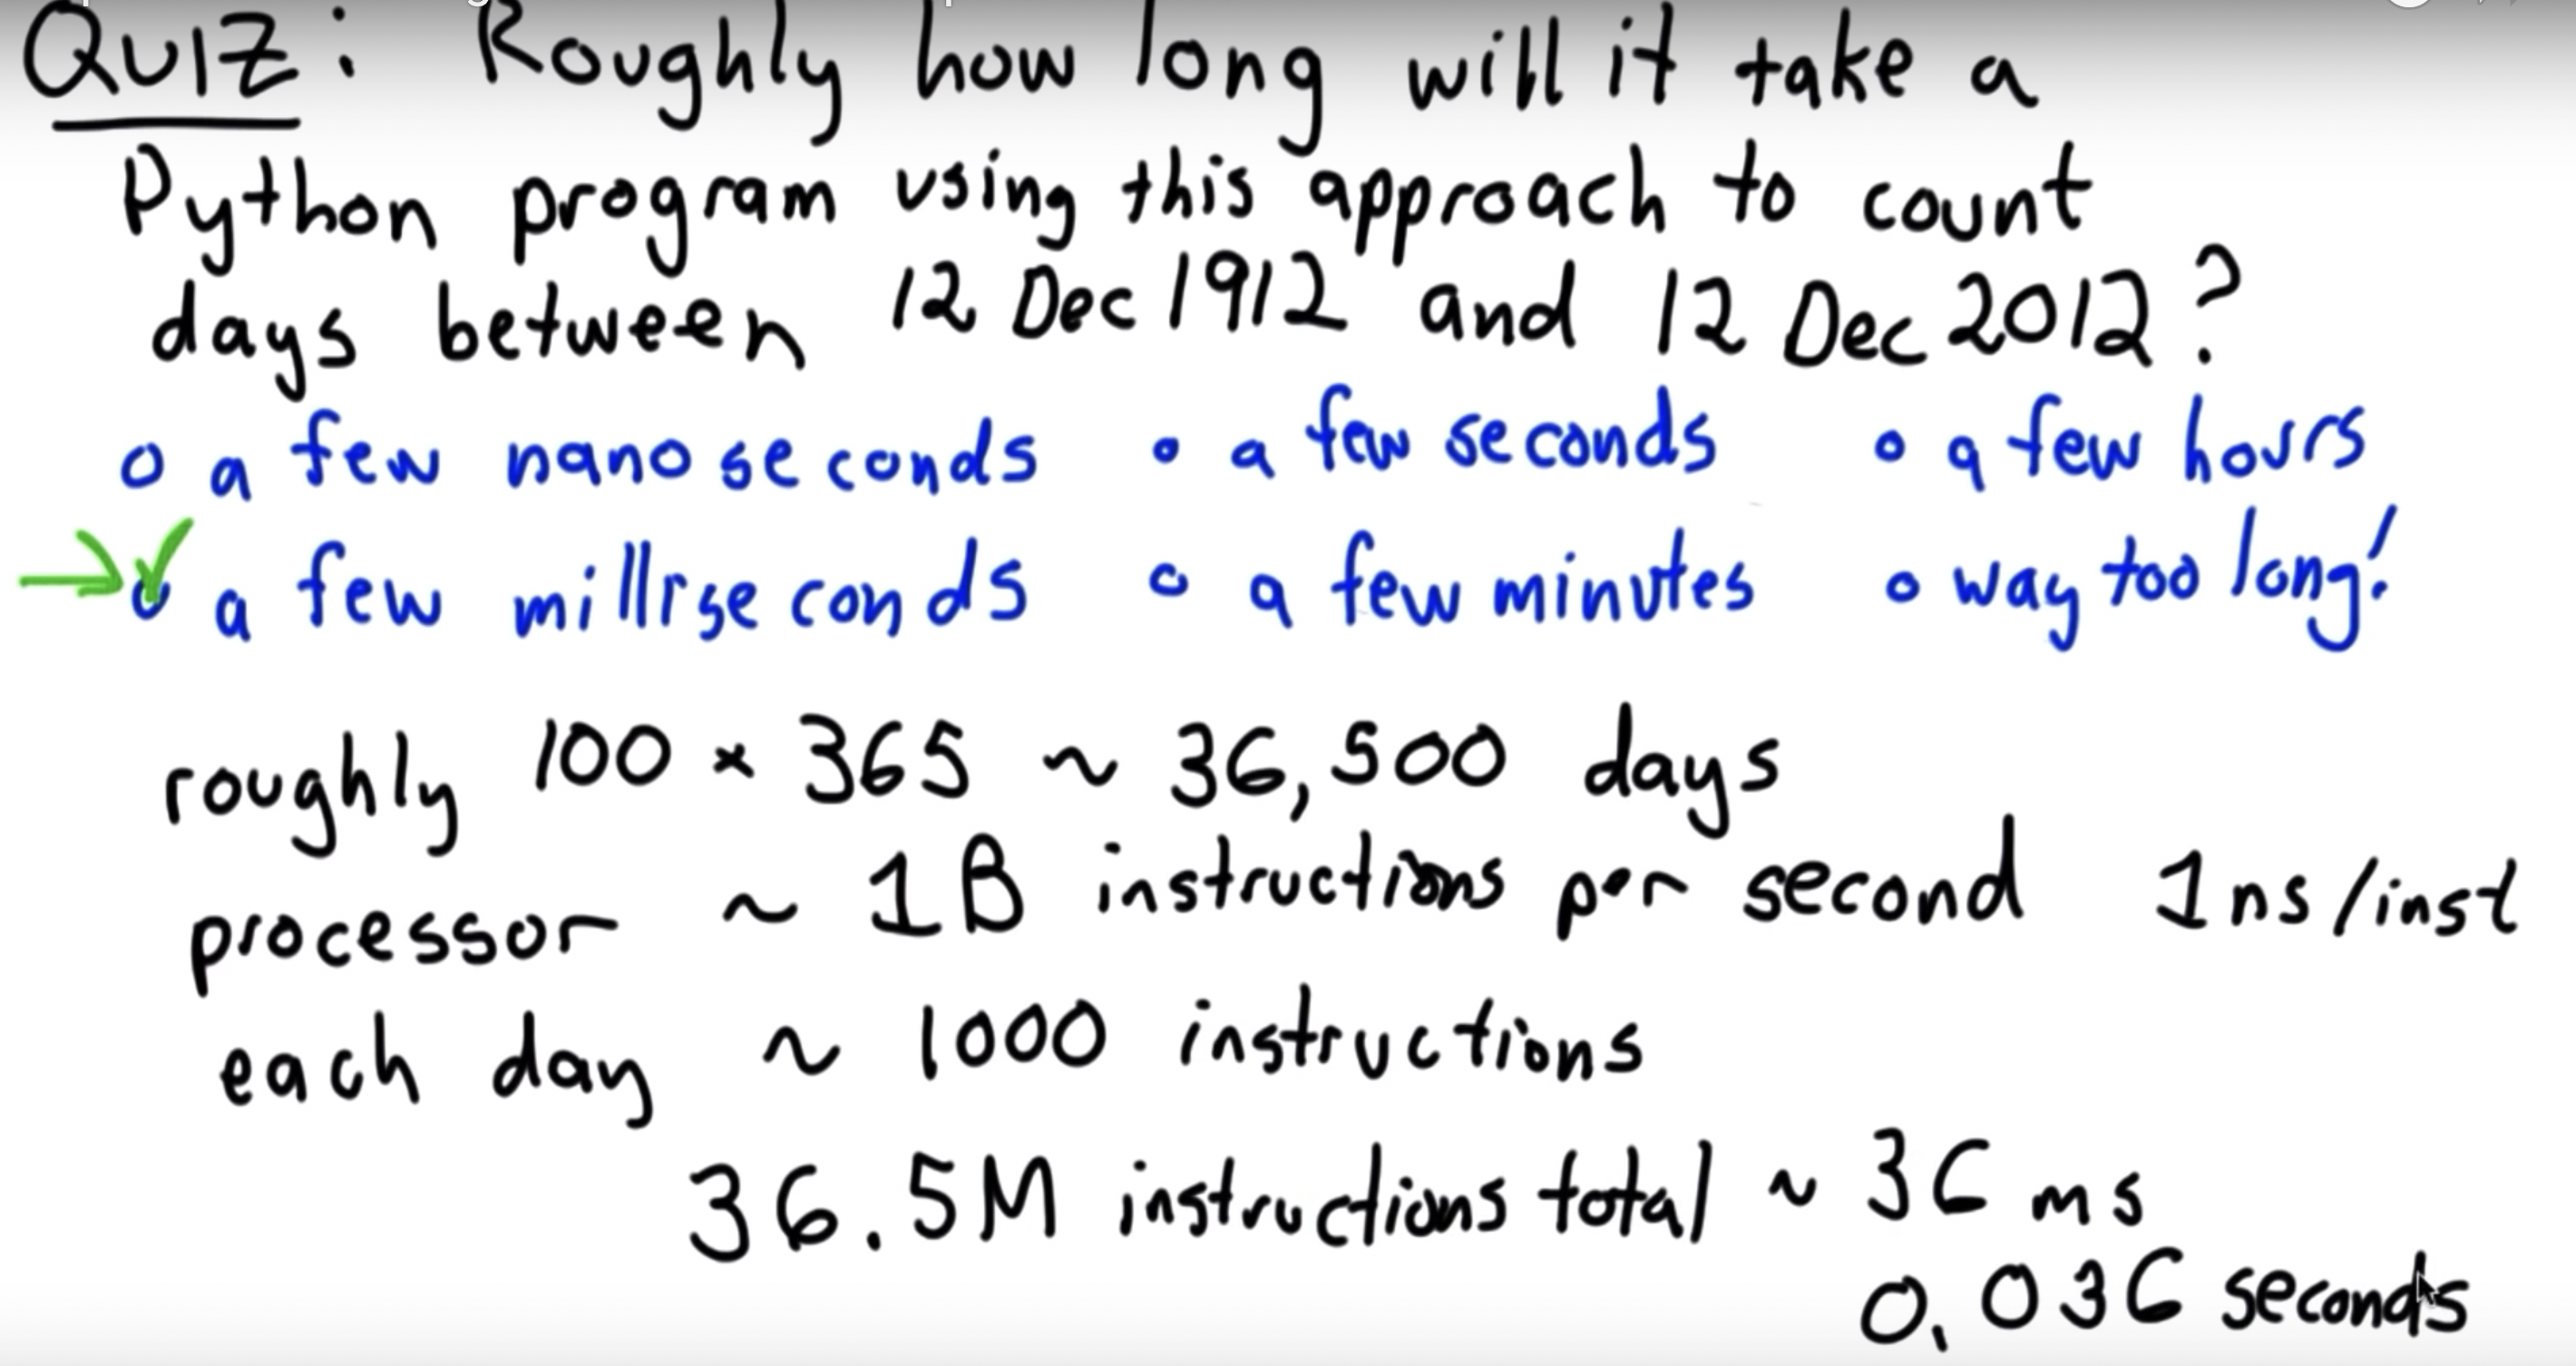 Quiz: Roughly how long will it take a
Python program using this approach to count
days between 12 Dec 1912 and 12 Dec 2012?
o a few nanoseconds o a few seconds o a few hours
o a few milliseconds o a few minutes o way too long!
roughly 100 * 365 ~ 36,500 days
processor ~ 1B instructions per second 1ns/inst
each day ~ 1000 instructions
36.5M instructions total ~ 36 ms
0.036 seconds